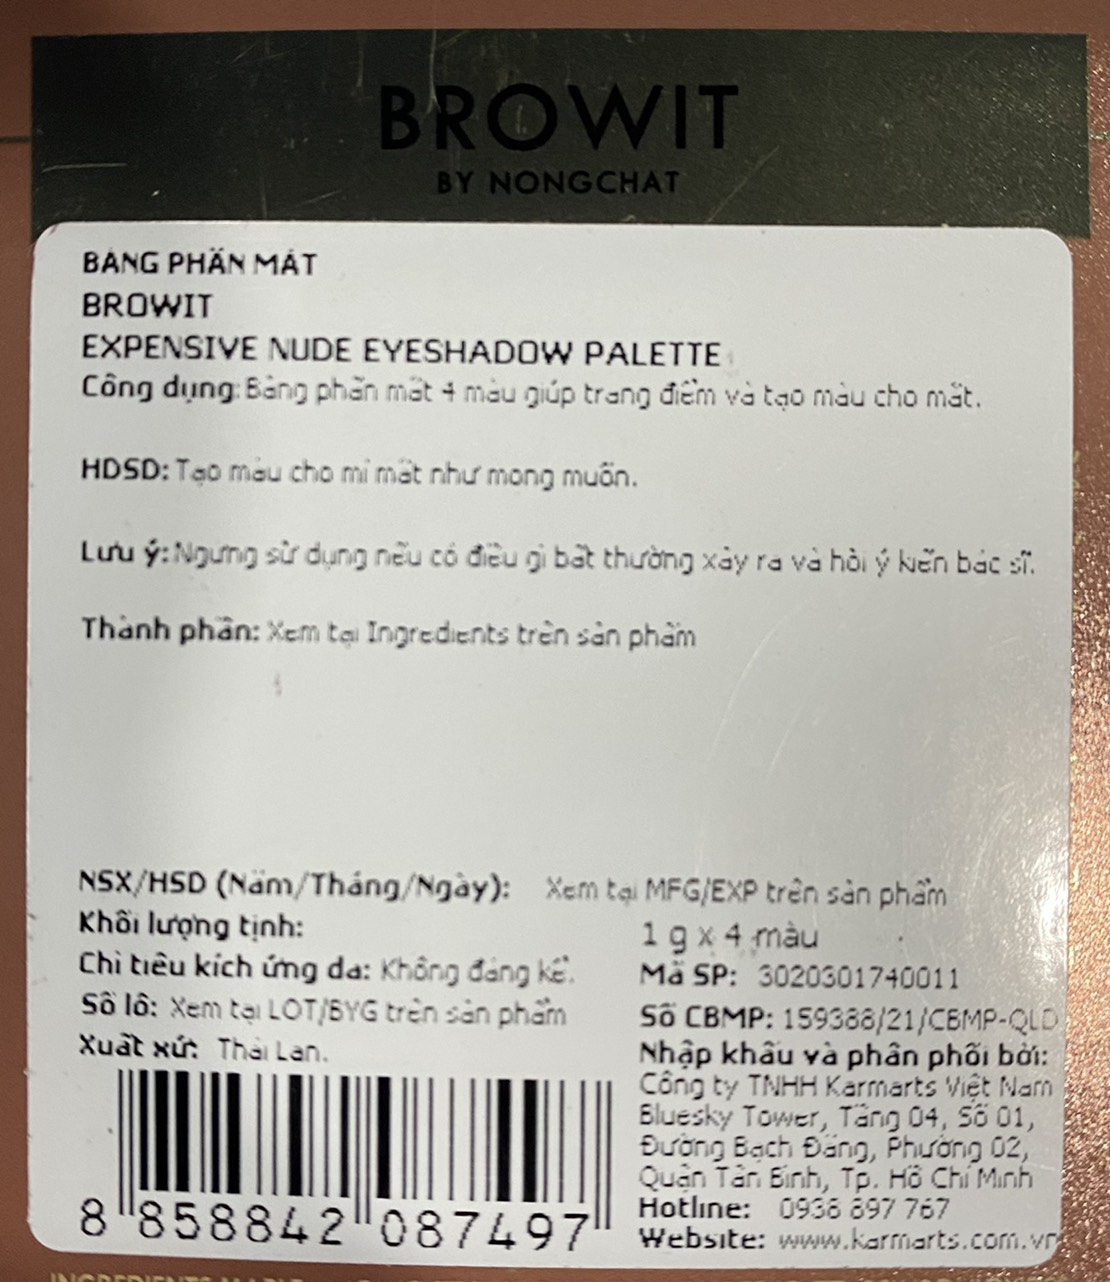 BROWIT
BY NONGCHAT
BẢNG PHẤN MẮT
BROWIT
EXPENSIVE NUDE EYESHADOW PALETTE
Công dụng: Bảng phấn mắt 4 màu giúp trang điểm và tạo màu cho mắt.
HDSD: Tạo màu cho mi mắt như mong muốn.
Lưu ý: Ngưng sử dụng nếu có điều gì bất thường xảy ra và hỏi ý kiến bác sĩ.
Thành phần: Xem tại Ingredients trên sản phẩm
NSX/HSD (Năm/Tháng/Ngày): Xem tại MFG/EXP trên sản phẩm
Khối lượng tịnh: 1 g x 4 màu
Chỉ tiêu kích ứng da: Không đáng kể.
Mã SP: 3020301740011
Số lô: Xem tại LOT/BYG trên sản phẩm
Số CBMP: 159388/21/CBMP-QLD
Xuất xứ: Thái Lan.
Nhập khẩu và phân phối bởi:
Công ty TNHH Karmarts Việt Nam
Bluesky Tower, Tầng 04, Số 01,
Đường Bạch Đằng, Phường 02,
Quận Tân Bình, Tp. Hồ Chí Minh
Hotline: 0938 897 767
Website: www.karmarts.com.vn
8 858842 087497